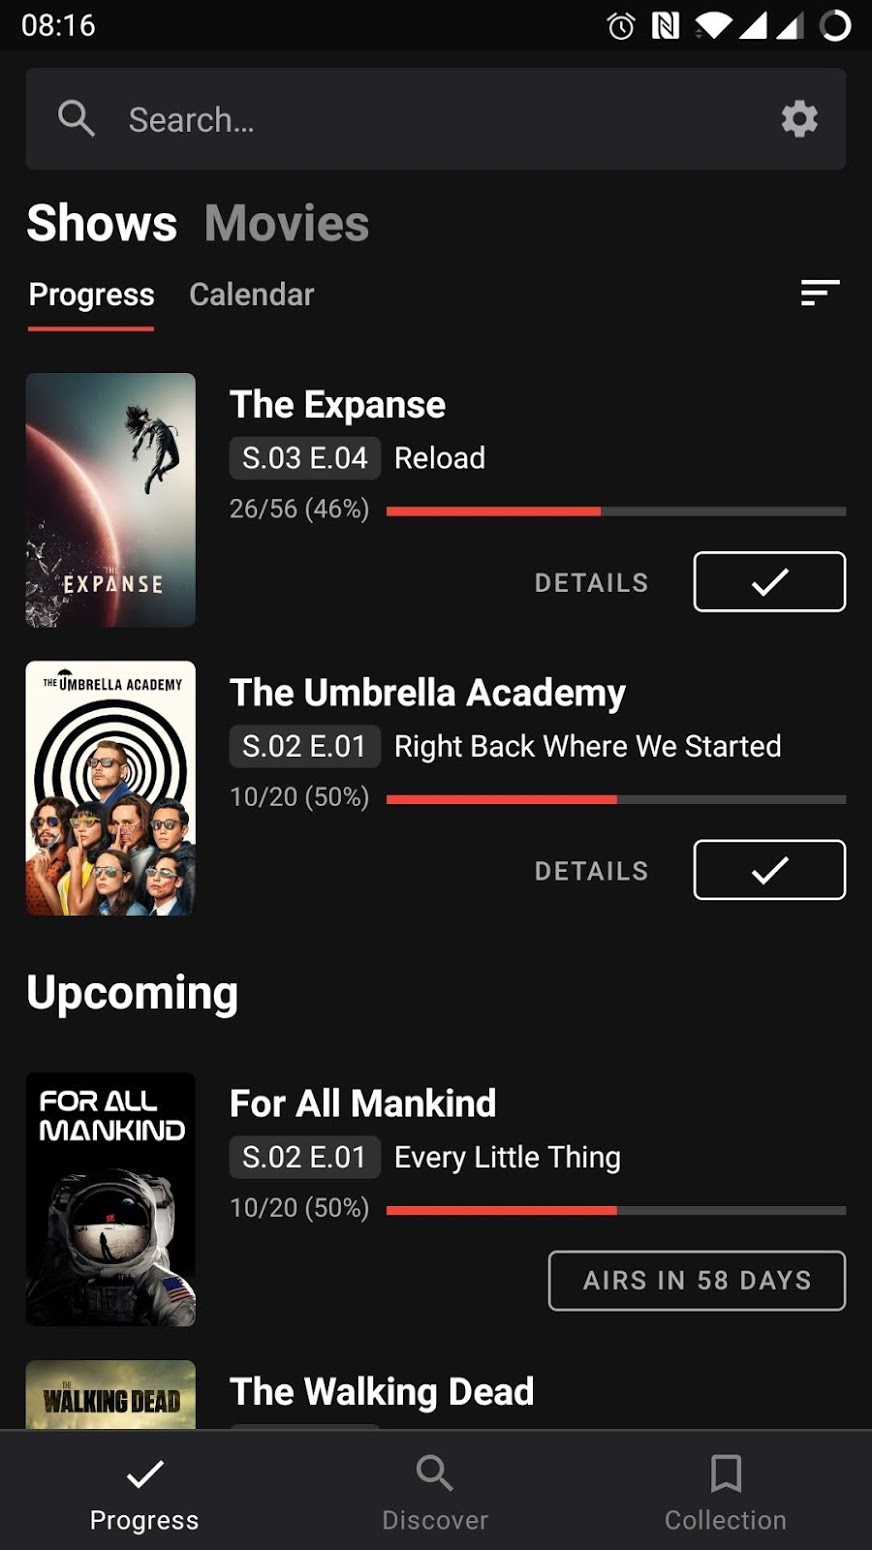 08:16
Search...
Shows Movies
Progress Calendar
THE
EXPANSE
The Expanse
S.03 E.04 Reload
26/56 (46%)
DETAILS
THE UMBRELLA ACADEMY
The Umbrella Academy
S.02 E.01 Right Back Where We Started
10/20 (50%)
DETAILS
Upcoming
FOR ALL
MANKIND
For All Mankind
S.02 E.01 Every Little Thing
10/20 (50%)
AIRS IN 58 DAYS
THE
WALKING DEAD
The Walking Dead
Progress Discover Collection